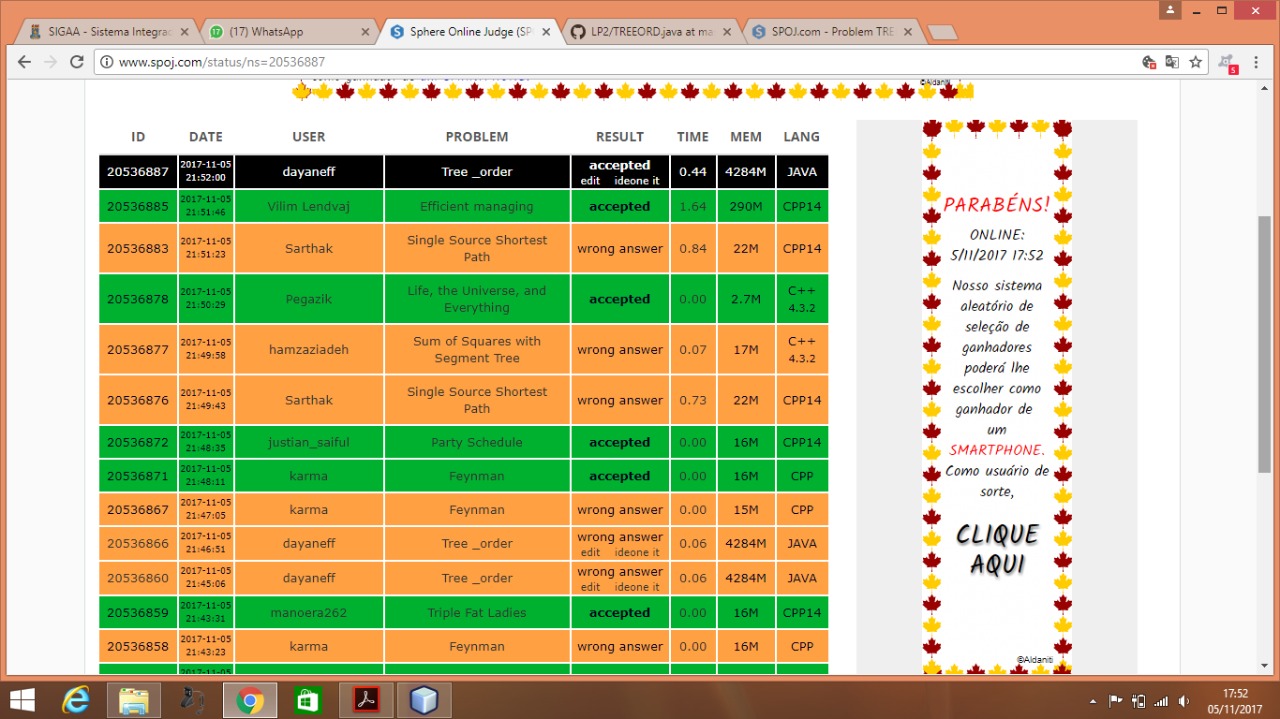 SIGAA - Sistema Integrac
(17) WhatsApp
Sphere Online Judge (SP
LP2/TREEORD.java at ma
SPOJ.com - Problem TRE
www.spoj.com/status/ns=20536887
5
©Aldaniti
ID DATE USER PROBLEM RESULT TIME MEM LANG
20536887 2017-11-05 21:52:00 dayaneff Tree _order accepted edit ideone it 0.44 4284M JAVA
20536885 2017-11-05 21:51:46 Vilim Lendvaj Efficient managing accepted 1.64 290M CPP14
20536883 2017-11-05 21:51:23 Sarthak Single Source Shortest Path wrong answer 0.84 22M CPP14
20536878 2017-11-05 21:50:29 Pegazik Life, the Universe, and Everything accepted 0.00 2.7M C++ 4.3.2
20536877 2017-11-05 21:49:58 hamzaziadeh Sum of Squares with Segment Tree wrong answer 0.07 17M C++ 4.3.2
20536876 2017-11-05 21:49:43 Sarthak Single Source Shortest Path wrong answer 0.73 22M CPP14
20536872 2017-11-05 21:48:35 justian_saiful Party Schedule accepted 0.00 16M CPP14
20536871 2017-11-05 21:48:11 karma Feynman accepted 0.00 16M CPP
20536867 2017-11-05 21:47:05 karma Feynman wrong answer 0.00 15M CPP
20536866 2017-11-05 21:46:51 dayaneff Tree _order wrong answer edit ideone it 0.06 4284M JAVA
20536860 2017-11-05 21:45:06 dayaneff Tree _order wrong answer edit ideone it 0.06 4284M JAVA
20536859 2017-11-05 21:43:31 manoera262 Triple Fat Ladies accepted 0.00 16M CPP14
20536858 2017-11-05 21:43:23 karma Feynman wrong answer 0.00 16M CPP
PARABÉNS!
ONLINE:
5/11/2017 17:52
Nosso sistema
aleatório de
seleção de
ganhadores
poderá lhe
escolher como
ganhador de
um
SMARTPHONE.
Como usuário de
sorte,
CLIQUE
AQUI
©Aldaniti
17:52
05/11/2017